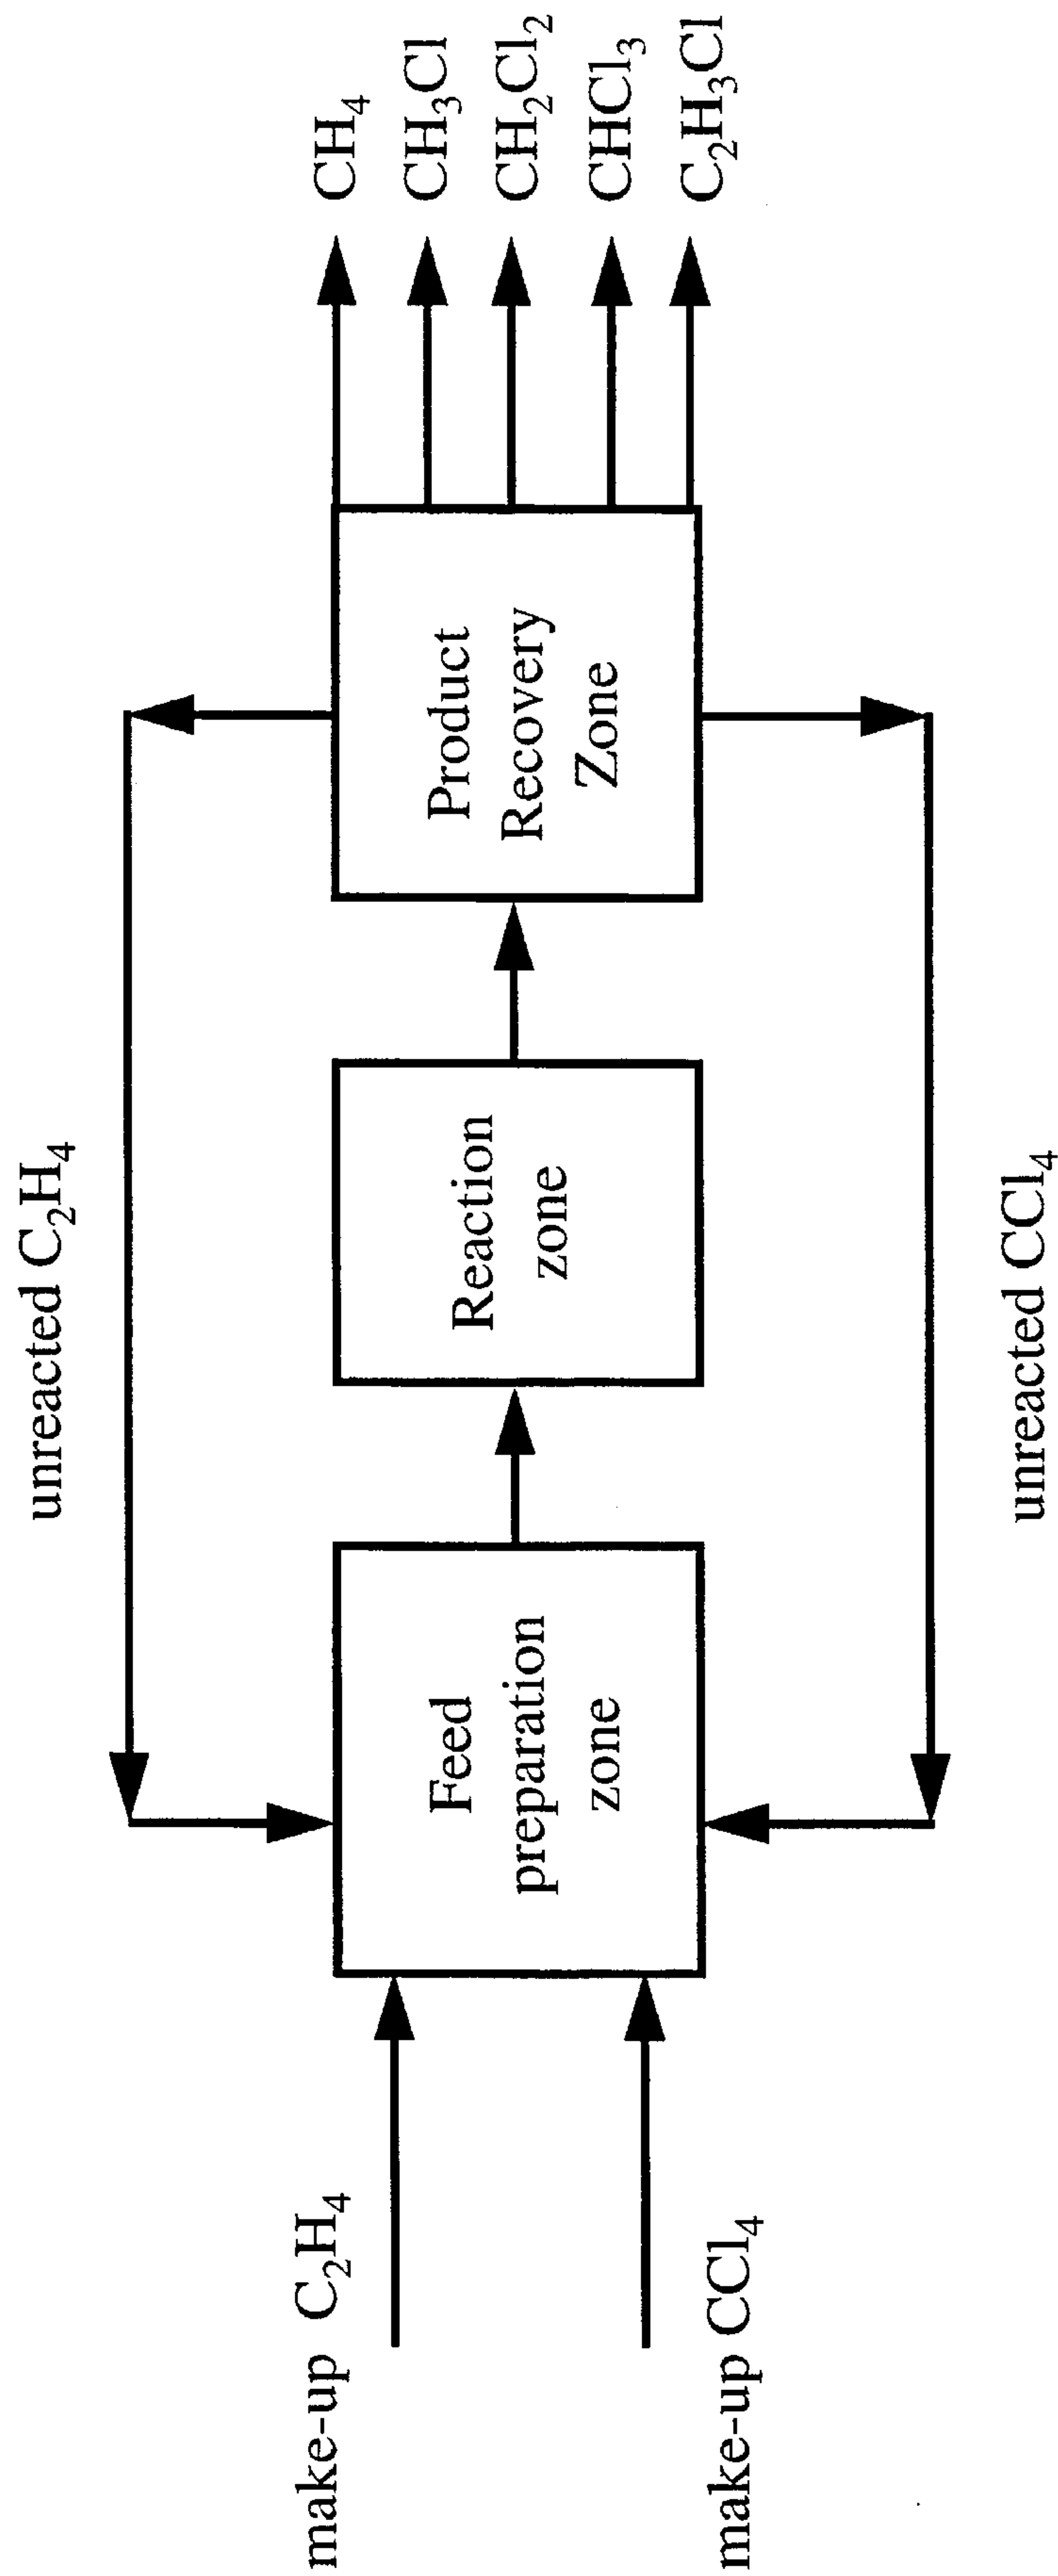 unreacted C₂H₄
make-up C₂H₄
make-up CCl₄
Feed
preparation
zone
Reaction
zone
Product
Recovery
Zone
CH₄
CH₃Cl
CH₂Cl₂
CHCl₃
C₂H₃Cl
unreacted CCl₄